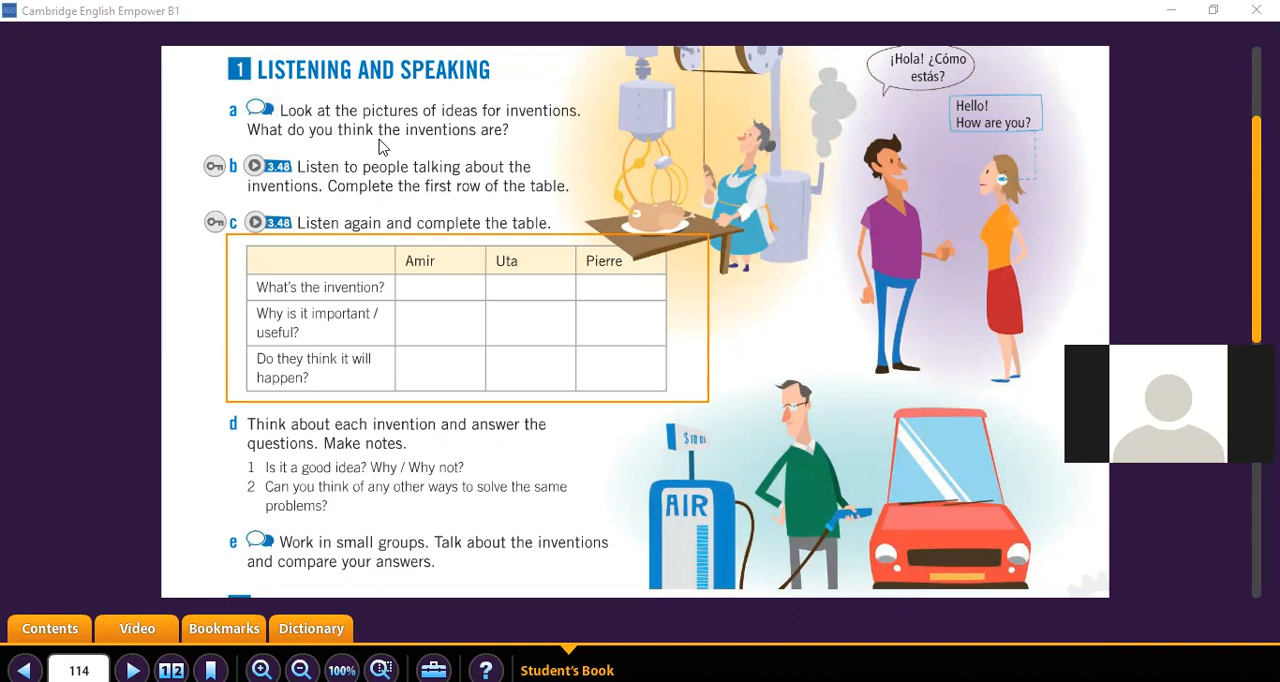 Cambridge English Empower B1
1 LISTENING AND SPEAKING
a Look at the pictures of ideas for inventions.
What do you think the inventions are?
b 3.48 Listen to people talking about the
inventions. Complete the first row of the table.
c 3.48 Listen again and complete the table.
Amir Uta Pierre
What's the invention?
Why is it important /
useful?
Do they think it will
happen?
d Think about each invention and answer the
questions. Make notes.
1 Is it a good idea? Why / Why not?
2 Can you think of any other ways to solve the same
problems?
e Work in small groups. Talk about the inventions
and compare your answers.
¡Hola! ¿Cómo
estás?
Hello!
How are you?
AIR
Contents Video Bookmarks Dictionary
114 1 2 100% ? Student's Book